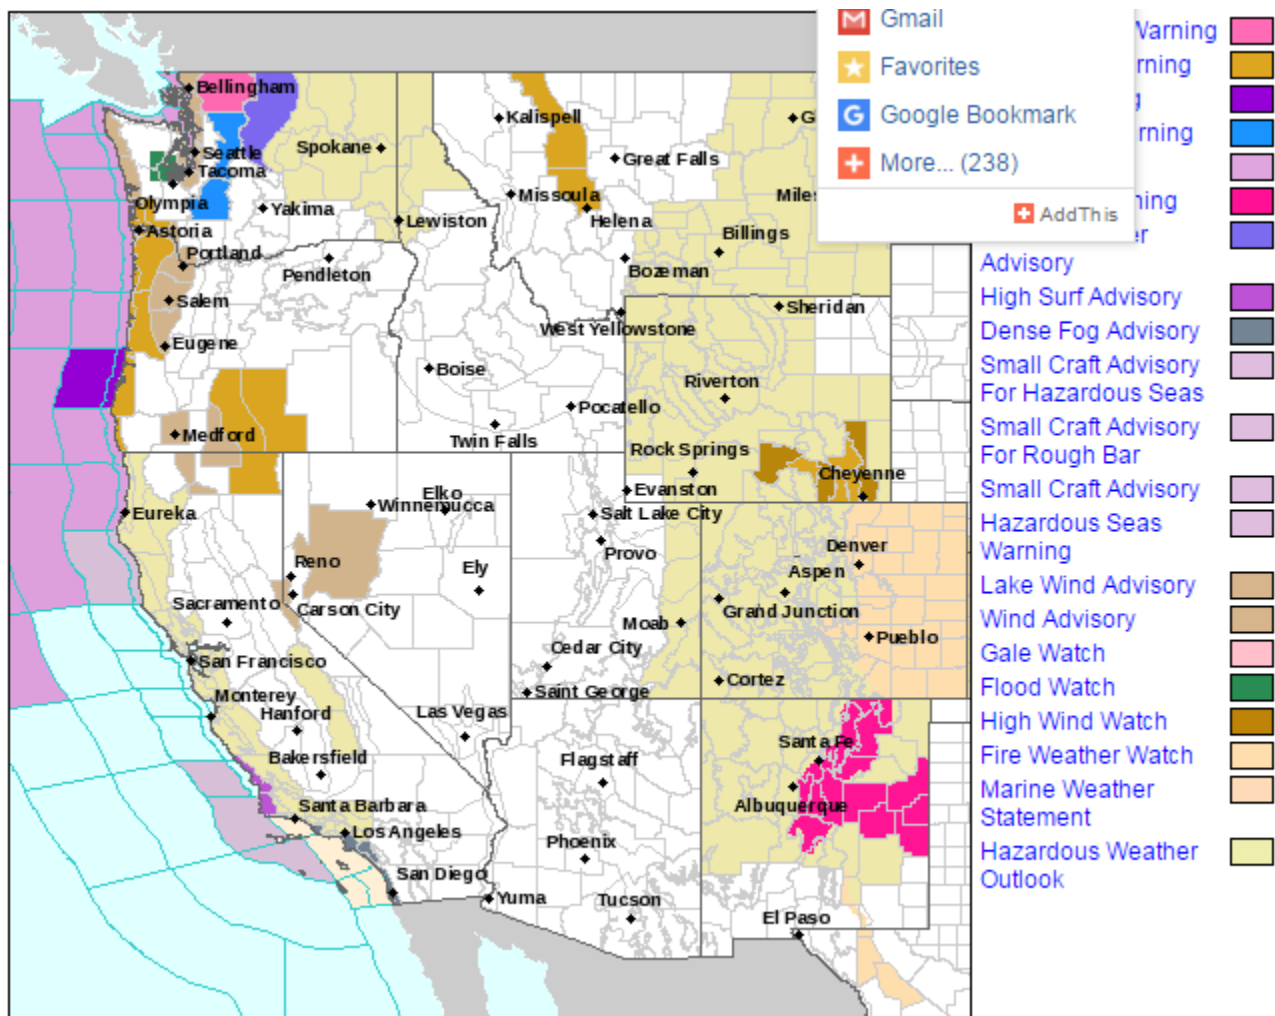 Gmail
Favorites
Google Bookmark
More... (238)
AddThis
Warning
Advisory
High Surf Advisory
Dense Fog Advisory
Small Craft Advisory
For Hazardous Seas
Small Craft Advisory
For Rough Bar
Small Craft Advisory
Hazardous Seas
Warning
Lake Wind Advisory
Wind Advisory
Gale Watch
Flood Watch
High Wind Watch
Fire Weather Watch
Marine Weather
Statement
Hazardous Weather
Outlook
Bellingham
Seattle
Tacoma
Olympia
Spokane
Yakima
Lewiston
Astoria
Portland
Pendleton
Salem
Eugene
Medford
Kalispell
Great Falls
Missoula
Helena
Miles
Billings
Bozeman
West Yellowstone
Sheridan
Boise
Riverton
Pocatello
Twin Falls
Rock Springs
Cheyenne
Evanston
Eureka
Elko
Winnemucca
Salt Lake City
Provo
Reno
Ely
Denver
Aspen
Sacramento
Carson City
Grand Junction
Moab
Pueblo
San Francisco
Cedar City
Saint George
Cortez
Monterey
Hanford
Las Vegas
Bakersfield
Flagstaff
Santa Fe
Albuquerque
Santa Barbara
Los Angeles
Phoenix
San Diego
Yuma
Tucson
El Paso